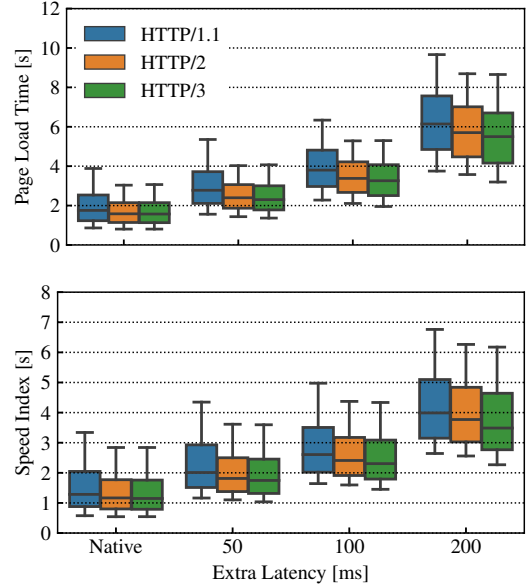 12
10
8
6
4
2
0
Page Load Time [s]
HTTP/1.1
HTTP/2
HTTP/3
8
7
6
5
4
3
2
1
0
Speed Index [s]
Native 50 100 200
Extra Latency [ms]